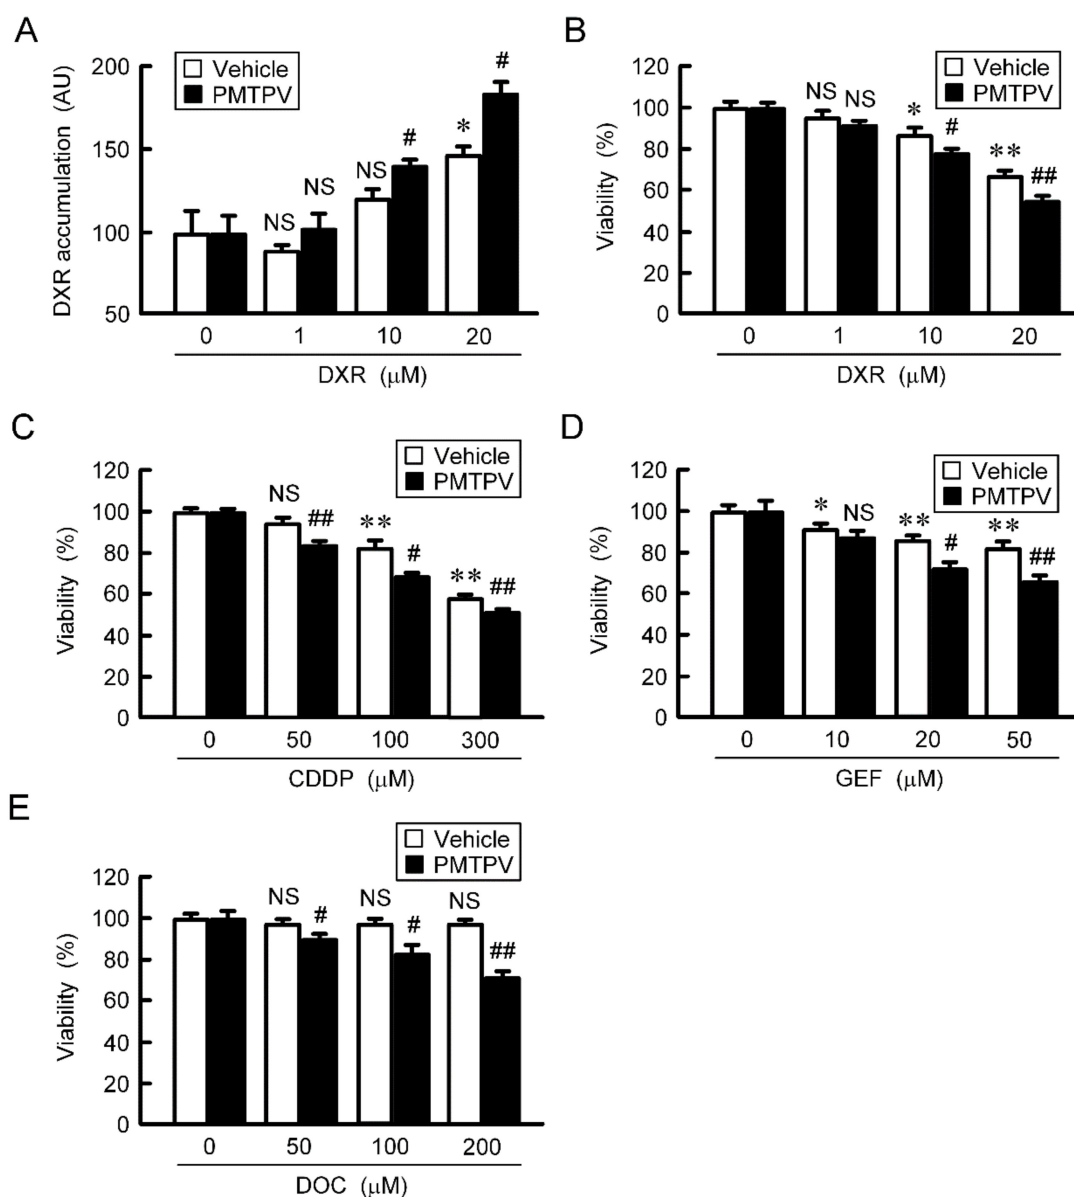 A
Vehicle
PMTPV
DXR accumulation (AU)
200
150
100
50
NS
NS
NS
#
*
#
0 1 10 20
DXR (μM)
B
Vehicle
PMTPV
Viability (%)
120
100
80
60
40
20
0
NS NS
*
#
**
##
0 1 10 20
DXR (μM)
C
Vehicle
PMTPV
Viability (%)
120
100
80
60
40
20
0
NS
##
**
#
**
##
0 50 100 300
CDDP (μM)
D
Vehicle
PMTPV
Viability (%)
120
100
80
60
40
20
0
*
NS
**
#
**
##
0 10 20 50
GEF (μM)
E
Vehicle
PMTPV
Viability (%)
120
100
80
60
40
20
0
NS
#
NS
#
NS
##
0 50 100 200
DOC (μM)